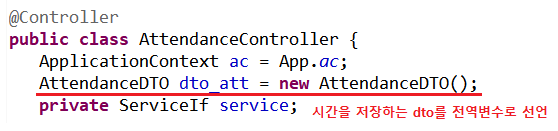 @Controller
public class AttendanceController {
ApplicationContext ac = App.ac;
AttendanceDTO dto_att = new AttendanceDTO();
private ServiceIf service; 시간을 저장하는 dto를 전역변수로 선언